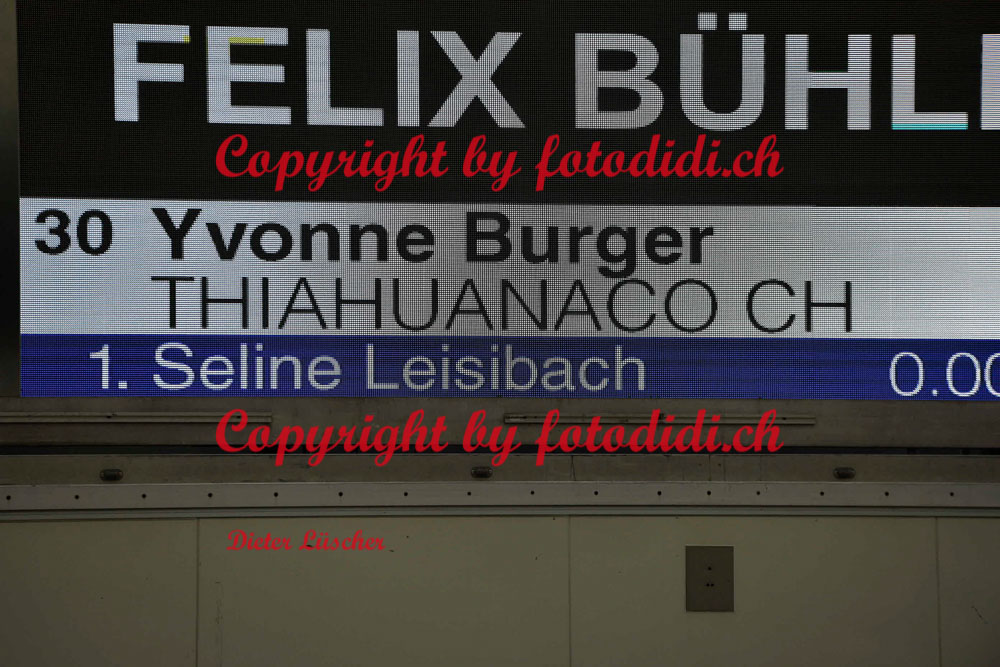 FELIX BÜHL
Copyright by fotodidi.ch
30 Yvonne Burger
THIAHUANACO CH
1. Seline Leisibach 0.00
Copyright by fotodidi.ch
Dieter Lüscher